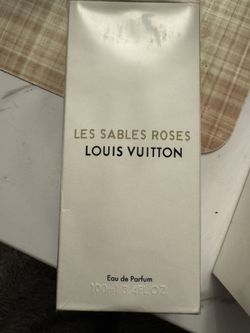 LES SABLES ROSES
LOUIS VUITTON
Eau de Parfum
100ml 3.4FL.OZ.